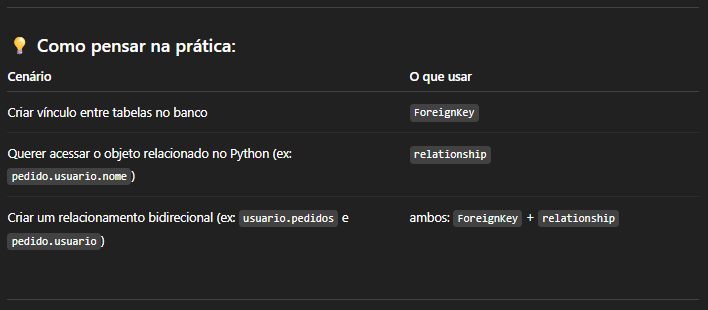 💡 Como pensar na prática:
Cenário O que usar
Criar vínculo entre tabelas no banco ForeignKey
Querer acessar o objeto relacionado no Python (ex: relationship
pedido.usuario.nome)
Criar um relacionamento bidirecional (ex: usuario.pedidos e ambos: ForeignKey + relationship
pedido.usuario)